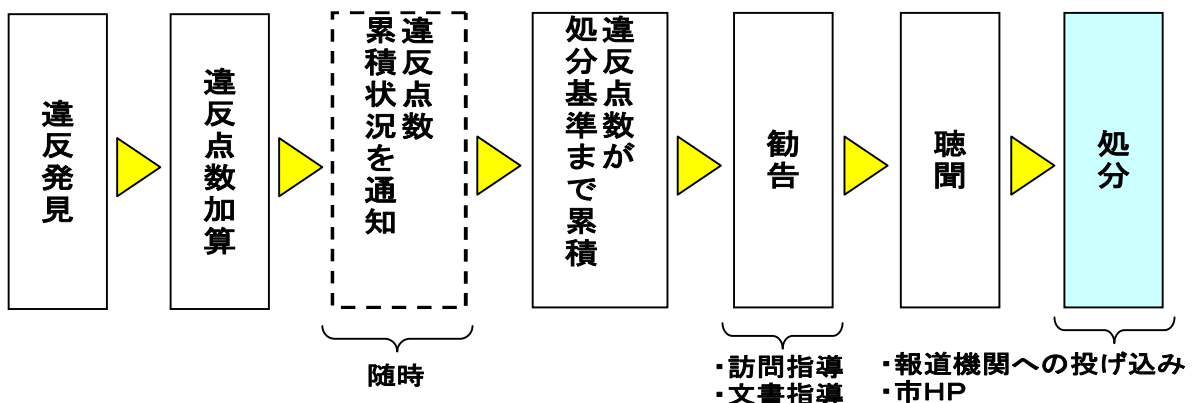 違反発見
違反点数加算
違反点数
累積状況を通知
違反点数が
処分基準まで累積
勧告
聴聞
処分
随時
・訪問指導
・文書指導
・報道機関への投げ込み
・市HP